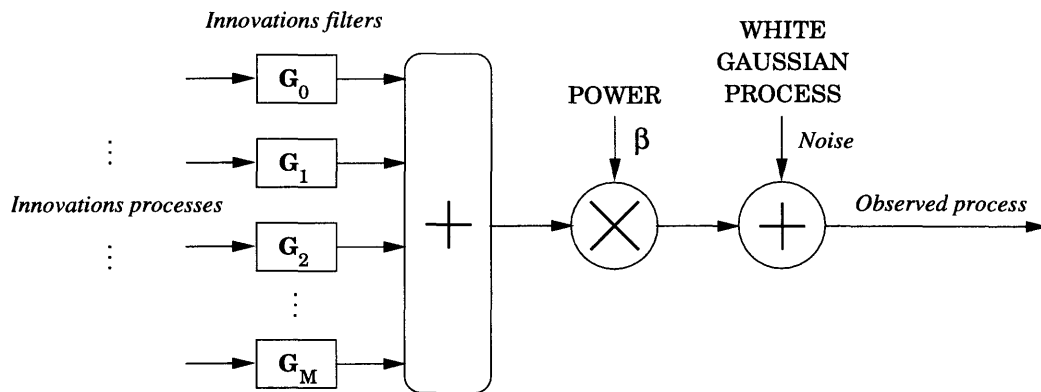 Innovations filters
WHITE
GAUSSIAN
PROCESS
G0
POWER
β
Noise
⋮
G1
Innovations processes
Observed process
+
×
+
⋮
G2
⋮
GM